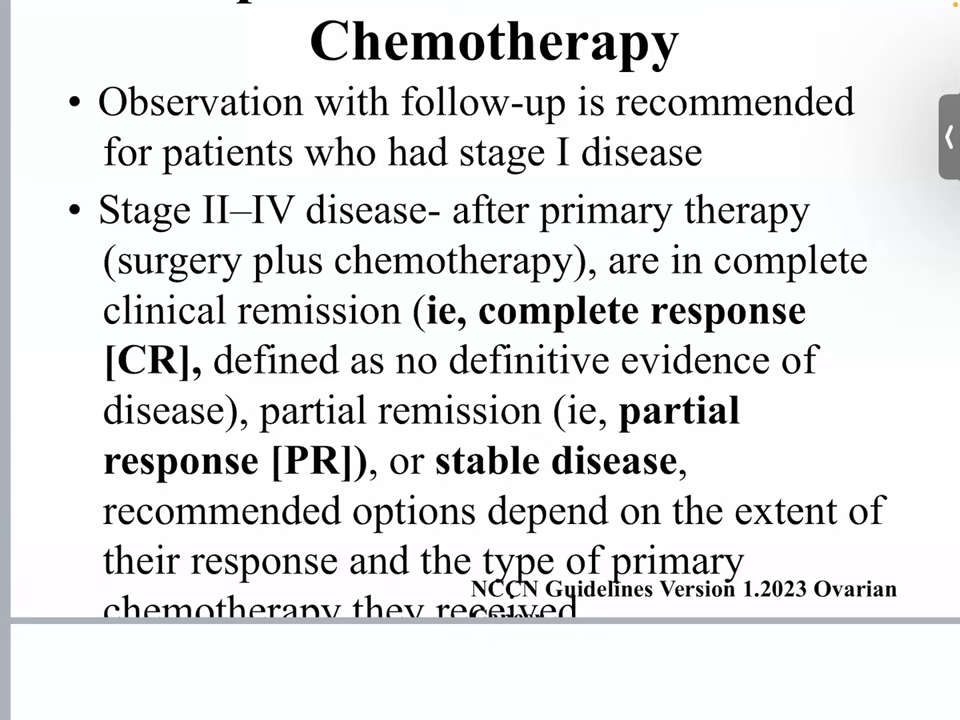 Chemotherapy
• Observation with follow-up is recommended
for patients who had stage I disease
• Stage II–IV disease- after primary therapy
(surgery plus chemotherapy), are in complete
clinical remission (ie, complete response
[CR], defined as no definitive evidence of
disease), partial remission (ie, partial
response [PR]), or stable disease,
recommended options depend on the extent of
their response and the type of primary
chemotherapy they received
NCCN Guidelines Version 1.2023 Ovarian